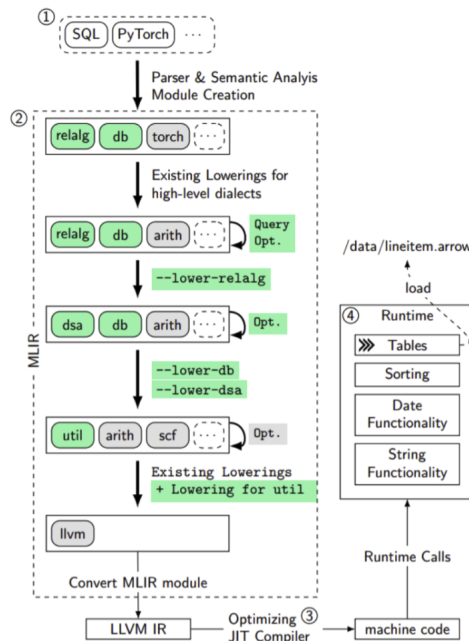 ①
SQL PyTorch ...
Parser & Semantic Analyis
Module Creation
②
relalg db torch ...
Existing Lowerings for
high-level dialects
relalg db arith ...
Query
Opt.
--lower-relalg
dsa db arith ...
Opt.
--lower-db
--lower-dsa
util arith scf ...
Opt.
Existing Lowerings
+ Lowering for util
llvm
MLIR
Convert MLIR module
LLVM IR
Optimizing ③
JIT Compiler
machine code
Runtime Calls
④ Runtime
Tables
Sorting
Date
Functionality
String
Functionality
load
/data/lineitem.arrow